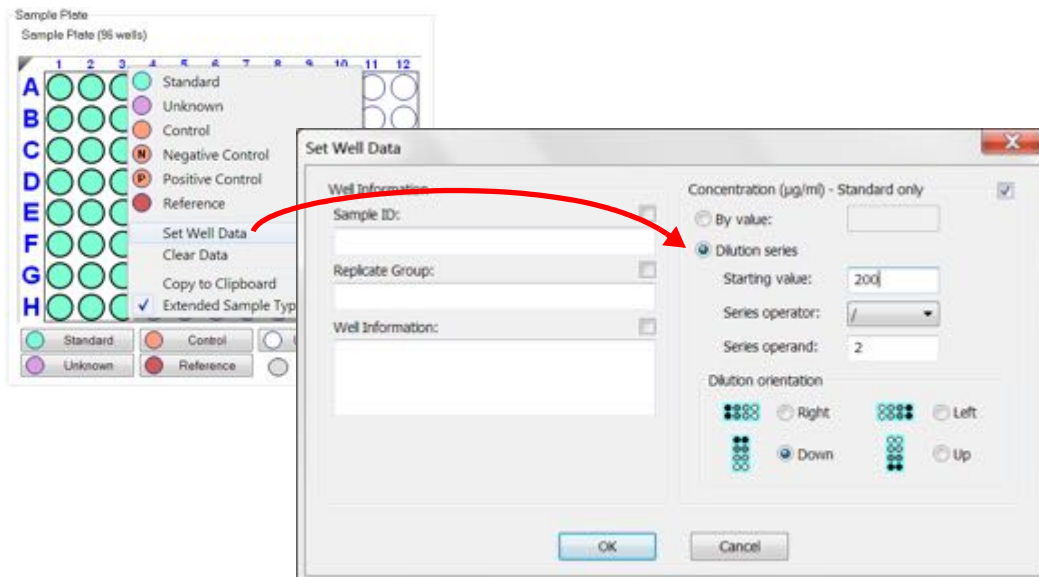 Sample Plate
Sample Plate (96 wells)
1 2 3 4 5 6 7 8 9 10 11 12
A
B
C
D
E
F
G
H
Standard
Unknown
Control
N Negative Control
P Positive Control
Reference
Set Well Data
Clear Data
Copy to Clipboard
Extended Sample Typ
Standard Control
Unknown Reference
Set Well Data
Well Information
Sample ID:
Replicate Group:
Well Information:
Concentration (µg/ml) - Standard only
By value:
Dilution series
Starting value: 200
Series operator: /
Series operand: 2
Dilution orientation
Right Left
Down Up
OK Cancel